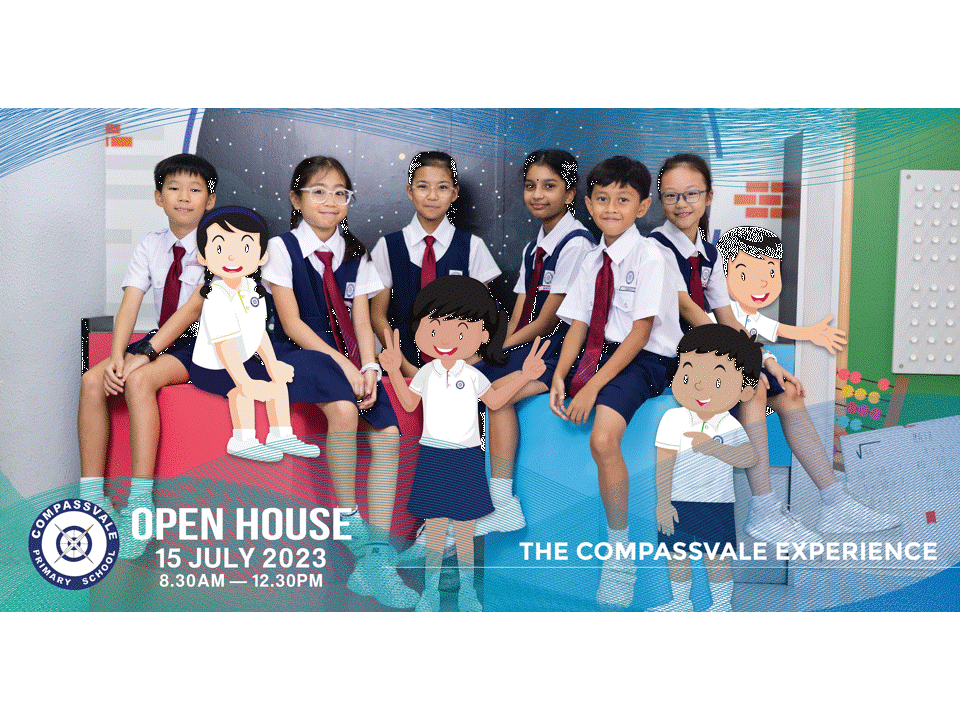 COMPASSVALE
PRIMARY SCHOOL
OPEN HOUSE
15 JULY 2023
8.30AM — 12.30PM
THE COMPASSVALE EXPERIENCE